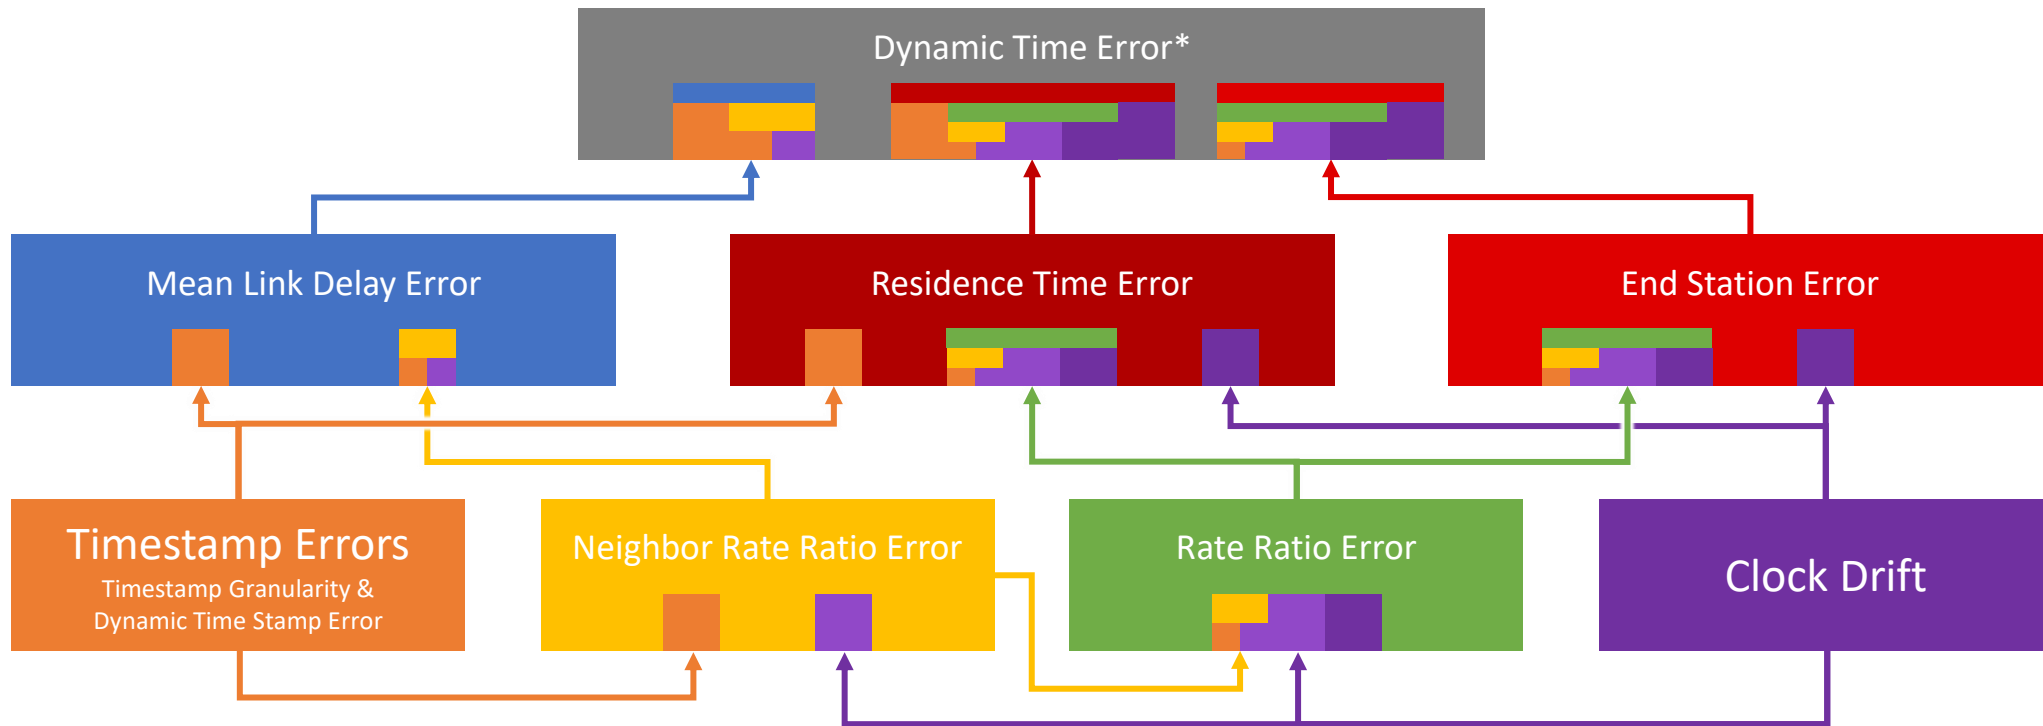 Dynamic Time Error*
Mean Link Delay Error
Residence Time Error
End Station Error
Timestamp Errors
Timestamp Granularity &
Dynamic Time Stamp Error
Neighbor Rate Ratio Error
Rate Ratio Error
Clock Drift